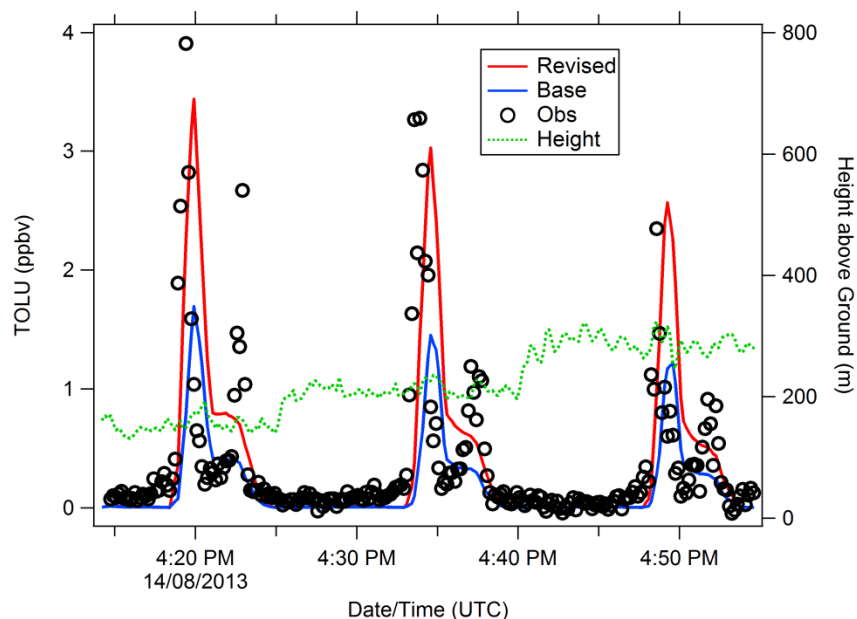 4
3
2
1
0
TOLU (ppbv)
Revised
Base
Obs
Height
800
600
400
200
0
Height above Ground (m)
4:20 PM
14/08/2013
4:30 PM
4:40 PM
4:50 PM
Date/Time (UTC)